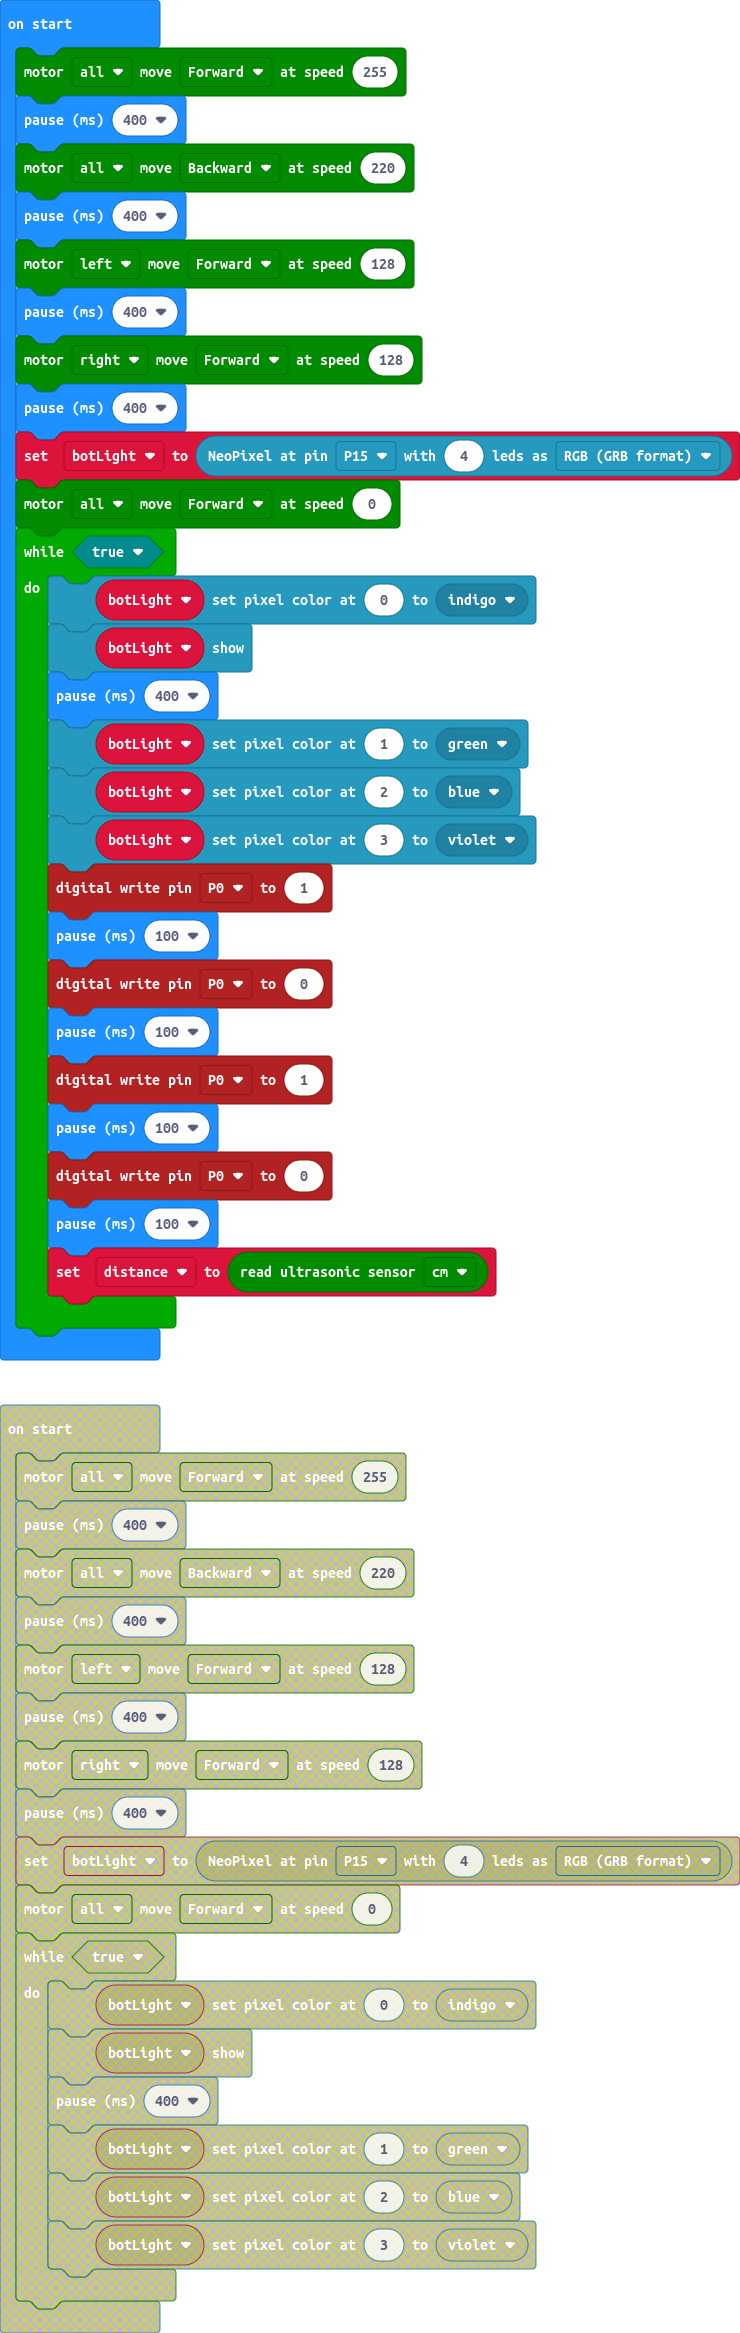 on start
motor all move Forward at speed 255
pause (ms) 400
motor all move Backward at speed 220
pause (ms) 400
motor left move Forward at speed 128
pause (ms) 400
motor right move Forward at speed 128
pause (ms) 400
set botLight to NeoPixel at pin P15 with 4 leds as RGB (GRB format)
motor all move Forward at speed 0
while true
do
botLight set pixel color at 0 to indigo
botLight show
pause (ms) 400
botLight set pixel color at 1 to green
botLight set pixel color at 2 to blue
botLight set pixel color at 3 to violet
digital write pin P0 to 1
pause (ms) 100
digital write pin P0 to 0
pause (ms) 100
digital write pin P0 to 1
pause (ms) 100
digital write pin P0 to 0
pause (ms) 100
set distance to read ultrasonic sensor cm
on start
motor all move Forward at speed 255
pause (ms) 400
motor all move Backward at speed 220
pause (ms) 400
motor left move Forward at speed 128
pause (ms) 400
motor right move Forward at speed 128
pause (ms) 400
set botLight to NeoPixel at pin P15 with 4 leds as RGB (GRB format)
motor all move Forward at speed 0
while true
do
botLight set pixel color at 0 to indigo
botLight show
pause (ms) 400
botLight set pixel color at 1 to green
botLight set pixel color at 2 to blue
botLight set pixel color at 3 to violet